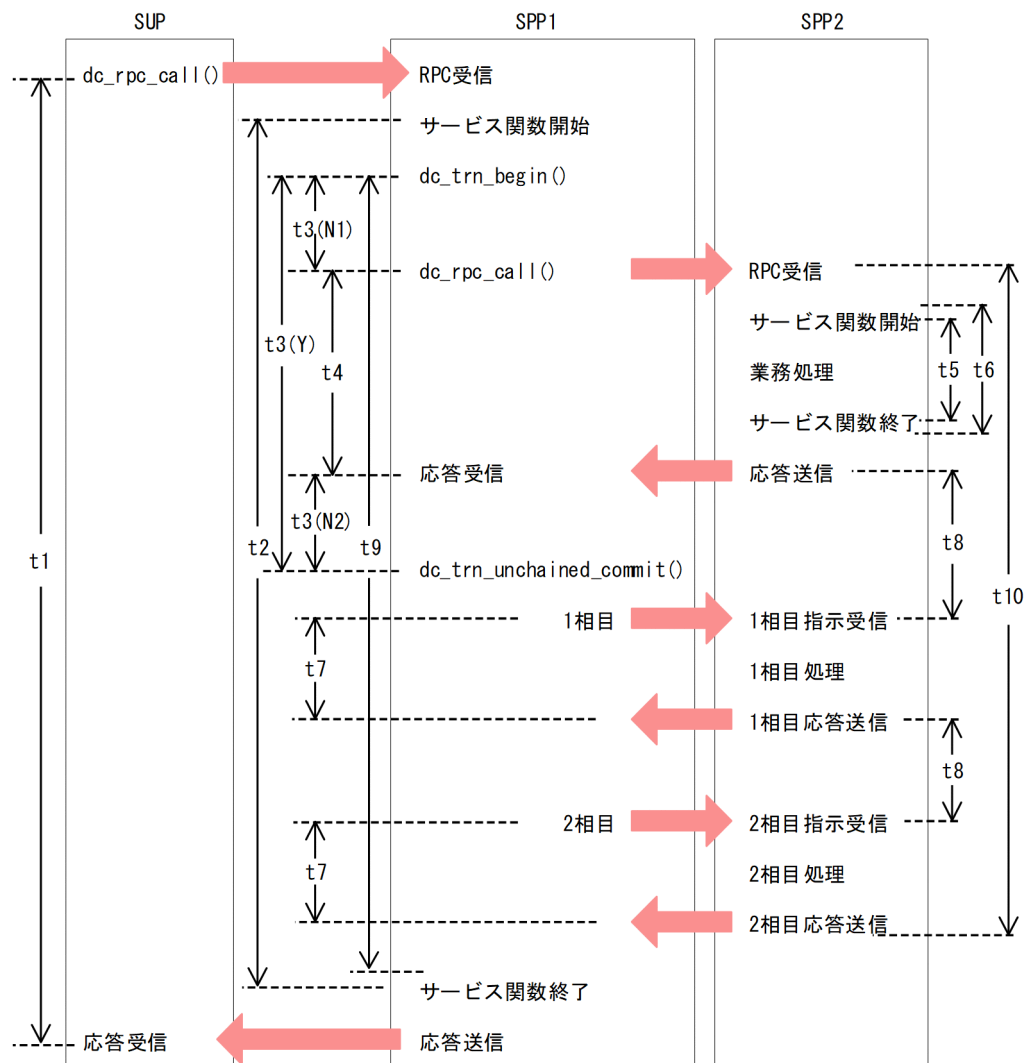 SUP SPP1 SPP2
dc_rpc_call() RPC受信
サービス関数開始
dc_trn_begin()
t3(N1)
dc_rpc_call() RPC受信
サービス関数開始
t3(Y) t4 業務処理 t5 t6
サービス関数終了
応答受信 応答送信
t3(N2)
t1 t2 t9 t8
dc_trn_unchained_commit()
t10
1相目 1相目指示受信
t7 1相目処理
1相目応答送信
t8
2相目 2相目指示受信
t7 2相目処理
2相目応答送信
サービス関数終了
応答受信 応答送信